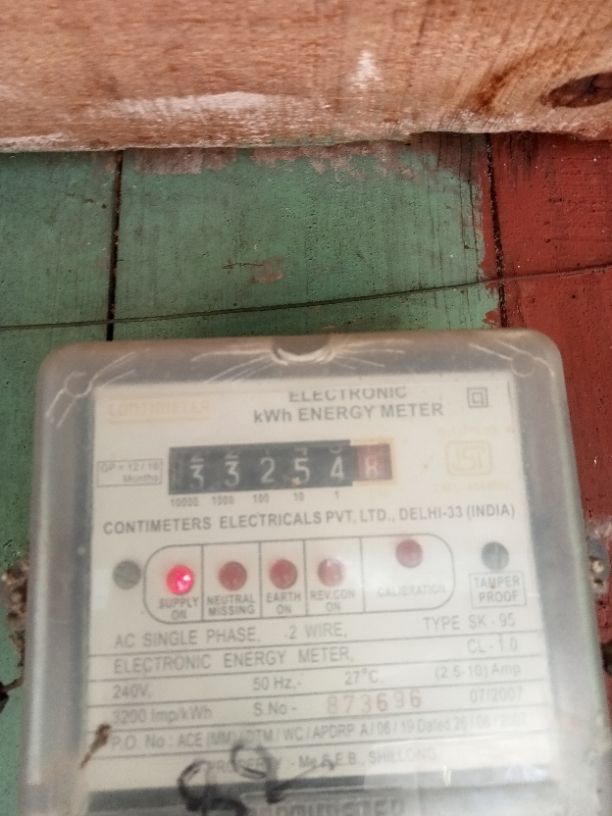 CONTIMETER
ELECTRONIC
kWh ENERGY METER
GP = 12 / 18
Months
3 3 2 5 4 8
10000 1000 100 10 1
CONTIMETERS ELECTRICALS PVT, LTD., DELHI-33 (INDIA)
SUPPLY ON
NEUTRAL MISSING
EARTH ON
REV.CON ON
CALIBRATION
TAMPER PROOF
AC SINGLE PHASE, -2 WIRE, TYPE SK - 95
ELECTRONIC ENERGY METER, CL - 1.0
240V, 50 Hz,- 27°C, (2.5-10) Amp
3200 Imp/kWh S.No - 873696 07/2007
P.O. No : ACE (MM) / DTM / WC / APDRP A / 06 / 19 Dated
PROPERTY - Me S.E.B., SHILLONG